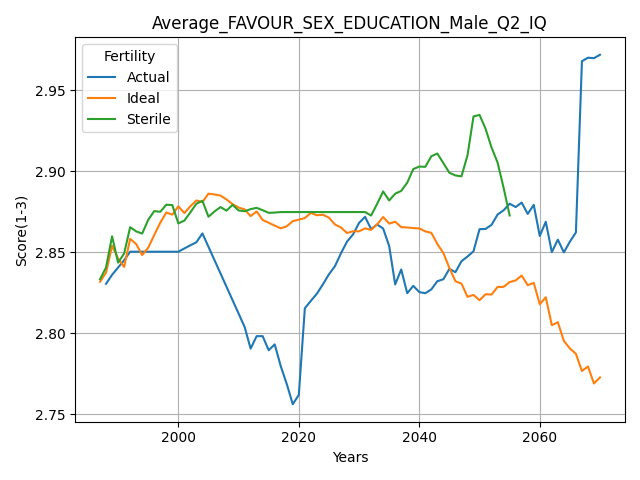 Average_FAVOUR_SEX_EDUCATION_Male_Q2_IQ
Fertility
Actual
Ideal
Sterile
Score(1-3)
2.95
2.90
2.85
2.80
2.75
2000 2020 2040 2060
Years